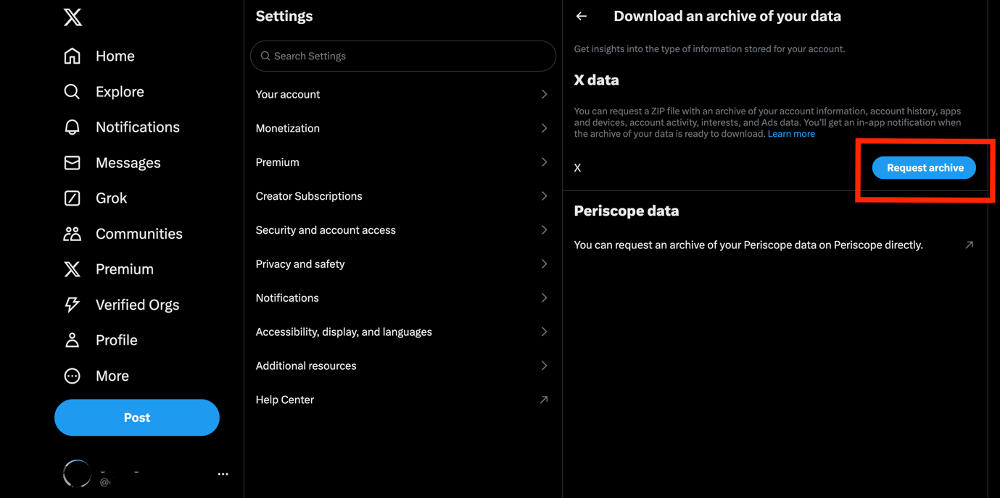 Home
Explore
Notifications
Messages
Grok
Communities
Premium
Verified Orgs
Profile
More
Post
@
Settings
Search Settings
Your account
Monetization
Premium
Creator Subscriptions
Security and account access
Privacy and safety
Notifications
Accessibility, display, and languages
Additional resources
Help Center
Download an archive of your data
Get insights into the type of information stored for your account.
X data
You can request a ZIP file with an archive of your account information, account history, apps
and devices, account activity, interests, and Ads data. You’ll get an in-app notification when
the archive of your data is ready to download. Learn more
X
Request archive
Periscope data
You can request an archive of your Periscope data on Periscope directly.